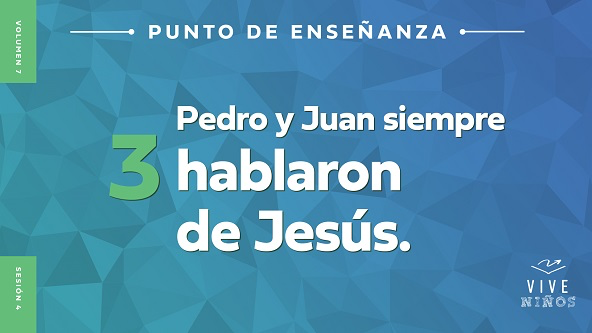 VOLUMEN 7
PUNTO DE ENSEÑANZA
3
Pedro y Juan siempre
hablaron
de Jesús.
SESIÓN 4
VIVE
NIÑOS